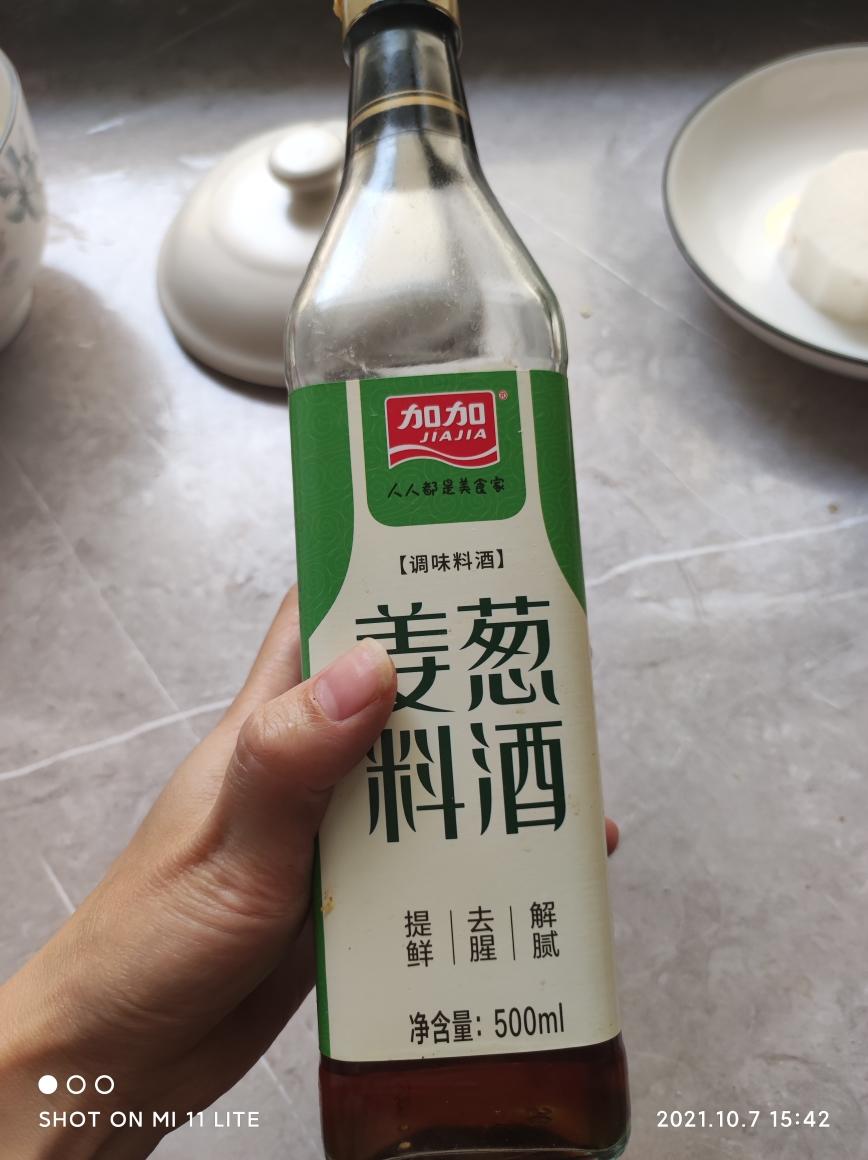 加加®
JIAJIA
人人都是美食家
【调味料酒】
姜葱
料酒
提鲜 | 去腥 | 解腻
净含量：500ml
SHOT ON MI 11 LITE
2021.10.7 15:42